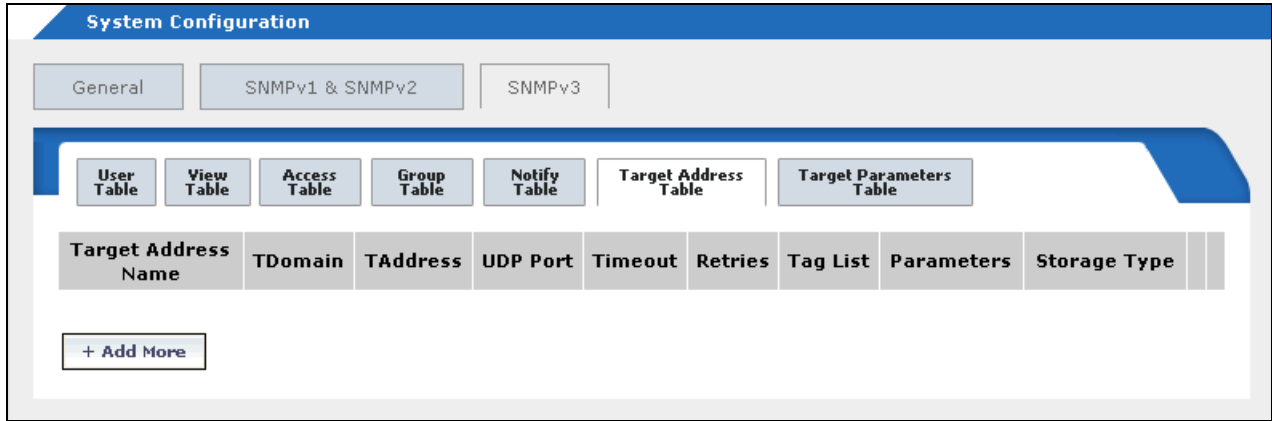 System Configuration
General SNMPv1 & SNMPv2 SNMPv3
User Table View Table Access Table Group Table Notify Table Target Address Table Target Parameters Table
Target Address Name TDomain TAddress UDP Port Timeout Retries Tag List Parameters Storage Type
+ Add More